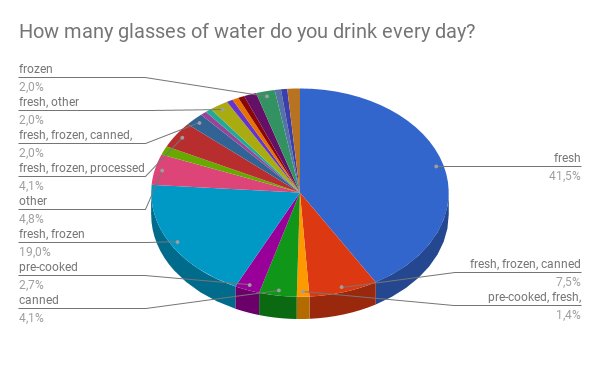 How many glasses of water do you drink every day?
frozen
2,0%
fresh, other
2,0%
fresh, frozen, canned,
2,0%
fresh, frozen, processed
4,1%
other
4,8%
fresh, frozen
19,0%
pre-cooked
2,7%
canned
4,1%
fresh
41,5%
fresh, frozen, canned
7,5%
pre-cooked, fresh,
1,4%